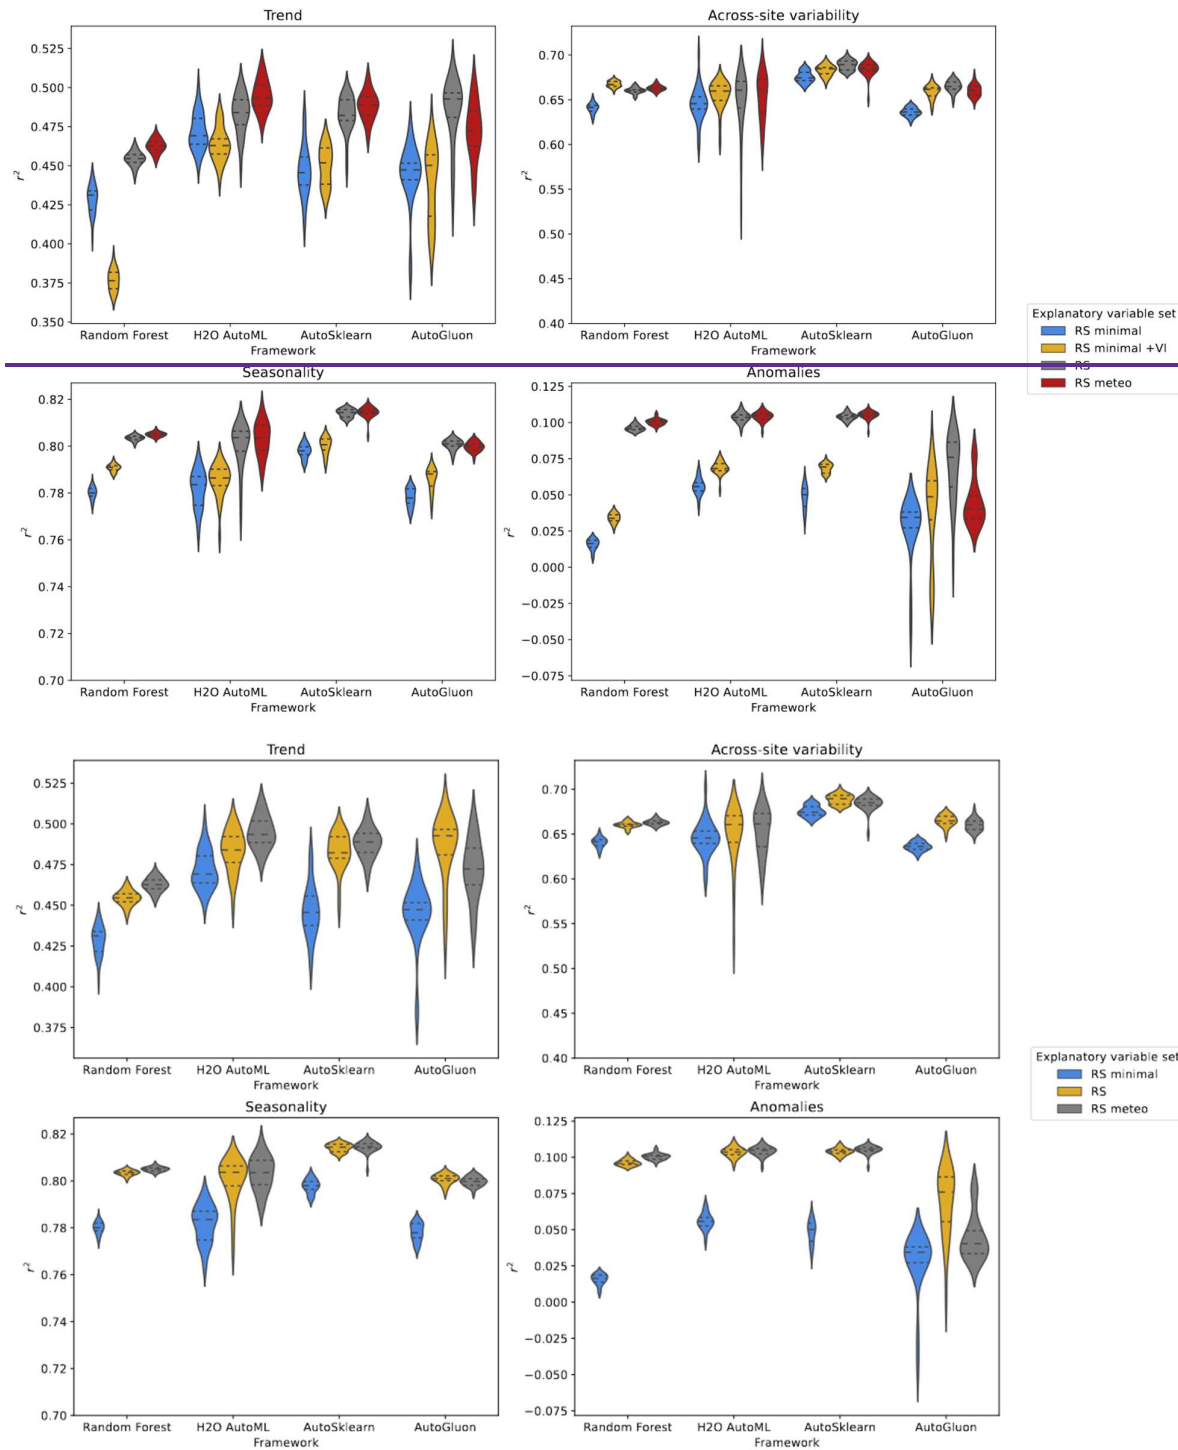 Trend
0.525
0.500
0.475
0.450
0.425
0.400
0.375
0.350
r²
Random Forest H2O AutoML AutoSklearn AutoGluon
Framework
Across-site variability
0.70
0.65
0.60
0.55
0.50
0.45
0.40
r²
Random Forest H2O AutoML AutoSklearn AutoGluon
Framework
Explanatory variable set
RS minimal
RS minimal +VI
RS
RS meteo
Seasonality
0.82
0.80
0.78
0.76
0.74
0.72
0.70
r²
Random Forest H2O AutoML AutoSklearn AutoGluon
Framework
Anomalies
0.125
0.100
0.075
0.050
0.025
0.000
−0.025
−0.050
−0.075
r²
Random Forest H2O AutoML AutoSklearn AutoGluon
Framework
Trend
0.525
0.500
0.475
0.450
0.425
0.400
0.375
r²
Random Forest H2O AutoML AutoSklearn AutoGluon
Framework
Across-site variability
0.70
0.65
0.60
0.55
0.50
0.45
0.40
r²
Random Forest H2O AutoML AutoSklearn AutoGluon
Framework
Explanatory variable set
RS minimal
RS
RS meteo
Seasonality
0.82
0.80
0.78
0.76
0.74
0.72
0.70
r²
Random Forest H2O AutoML AutoSklearn AutoGluon
Framework
Anomalies
0.125
0.100
0.075
0.050
0.025
0.000
−0.025
−0.050
−0.075
r²
Random Forest H2O AutoML AutoSklearn AutoGluon
Framework